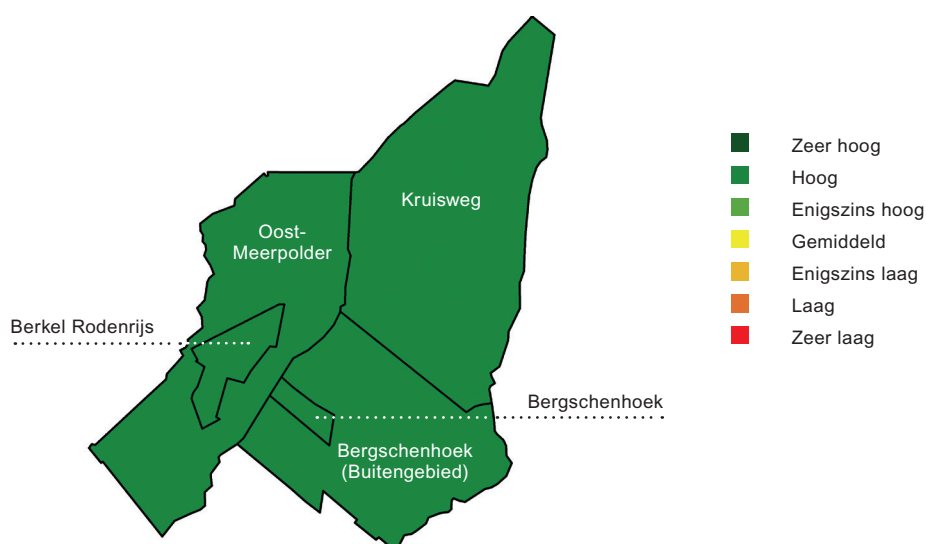 Kruisweg
Oost-
Meerpolder
Berkel Rodenrijs
Bergschenhoek
Bergschenhoek
(Buitengebied)
Zeer hoog
Hoog
Enigszins hoog
Gemiddeld
Enigszins laag
Laag
Zeer laag